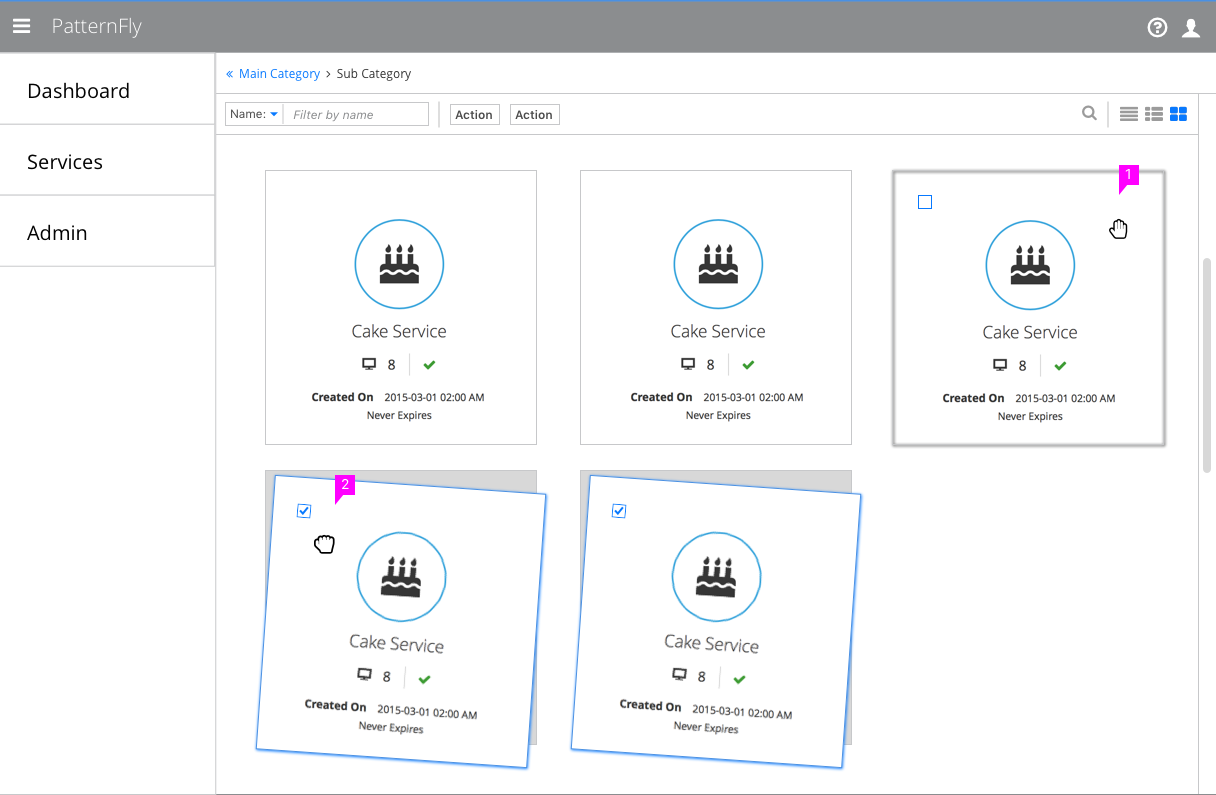 PatternFly
Dashboard
Services
Admin
« Main Category › Sub Category
Name: Filter by name Action Action
1
Cake Service
8
Created On 2015-03-01 02:00 AM
Never Expires
Cake Service
8
Created On 2015-03-01 02:00 AM
Never Expires
Cake Service
8
Created On 2015-03-01 02:00 AM
Never Expires
2
Cake Service
8
Created On 2015-03-01 02:00 AM
Never Expires
Cake Service
8
Created On 2015-03-01 02:00 AM
Never Expires